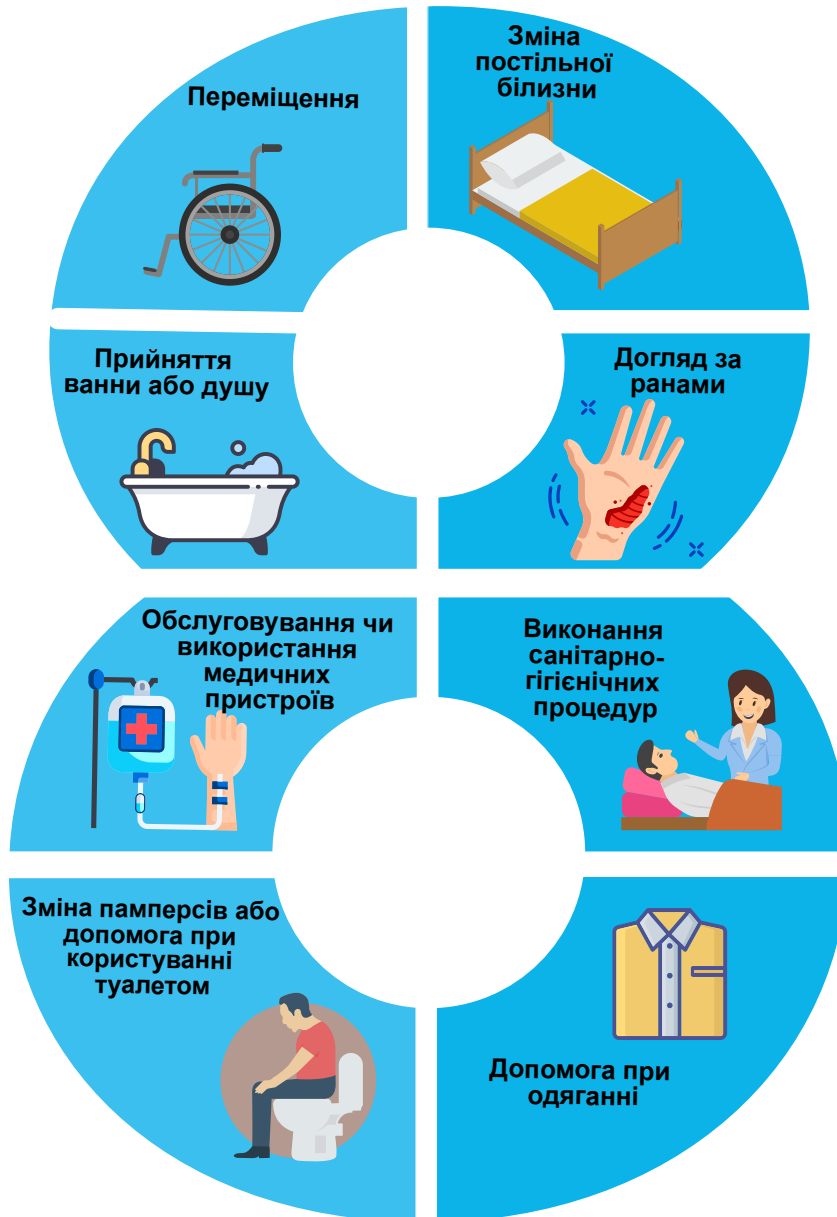 Переміщення
Зміна
постільної
білизни
Прийняття
ванни або душу
Догляд за
ранами
Обслуговування чи
використання
медичних
пристроїв
Виконання
санітарно-
гігієнічних
процедур
Зміна памперсів або
допомога при
користуванні
туалетом
Допомога при
одяганні